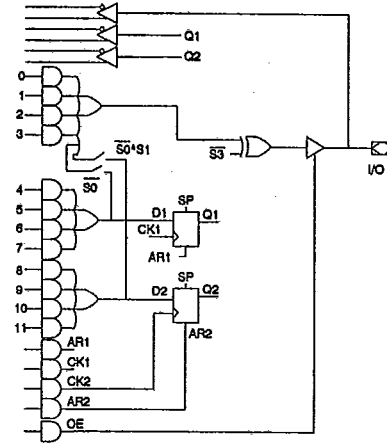 Q1
Q2
0
1
2
3
S0*S1
S0
S3
I/O
4
5
6
7
SP
D1
Q1
CK1
AR1
8
9
10
11
SP
D2
Q2
AR2
AR1
CK1
CK2
AR2
OE